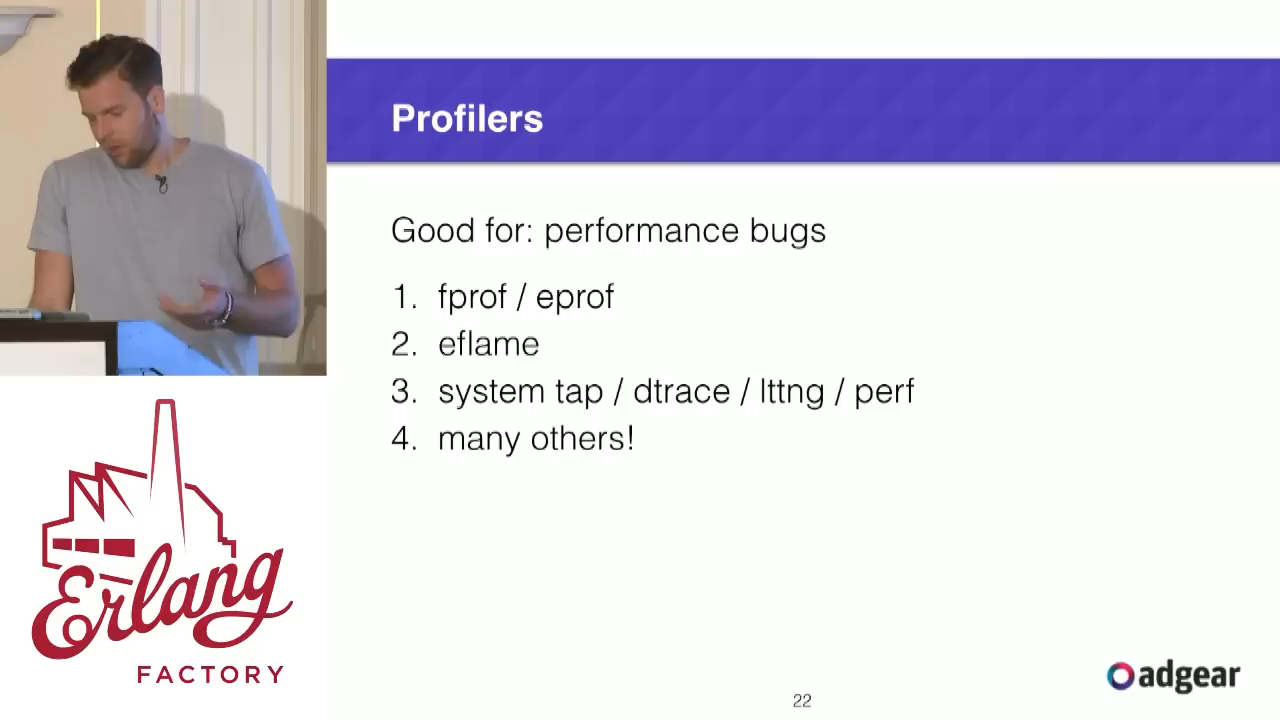 Profilers
Good for: performance bugs
1. fprof / eprof
2. eflame
3. system tap / dtrace / lttng / perf
4. many others!
Erlang
FACTORY
adgear
22